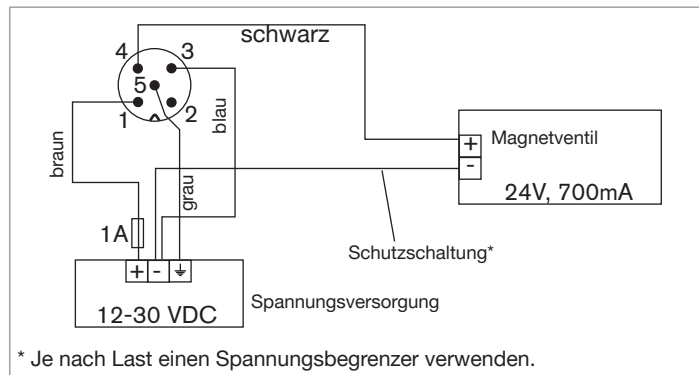 schwarz
4
3
5
1
2
braun
blau
grau
1A
+
-
Magnetventil
24V, 700mA
Schutzschaltung*
+
-
Spannungsversorgung
12-30 VDC
* Je nach Last einen Spannungsbegrenzer verwenden.